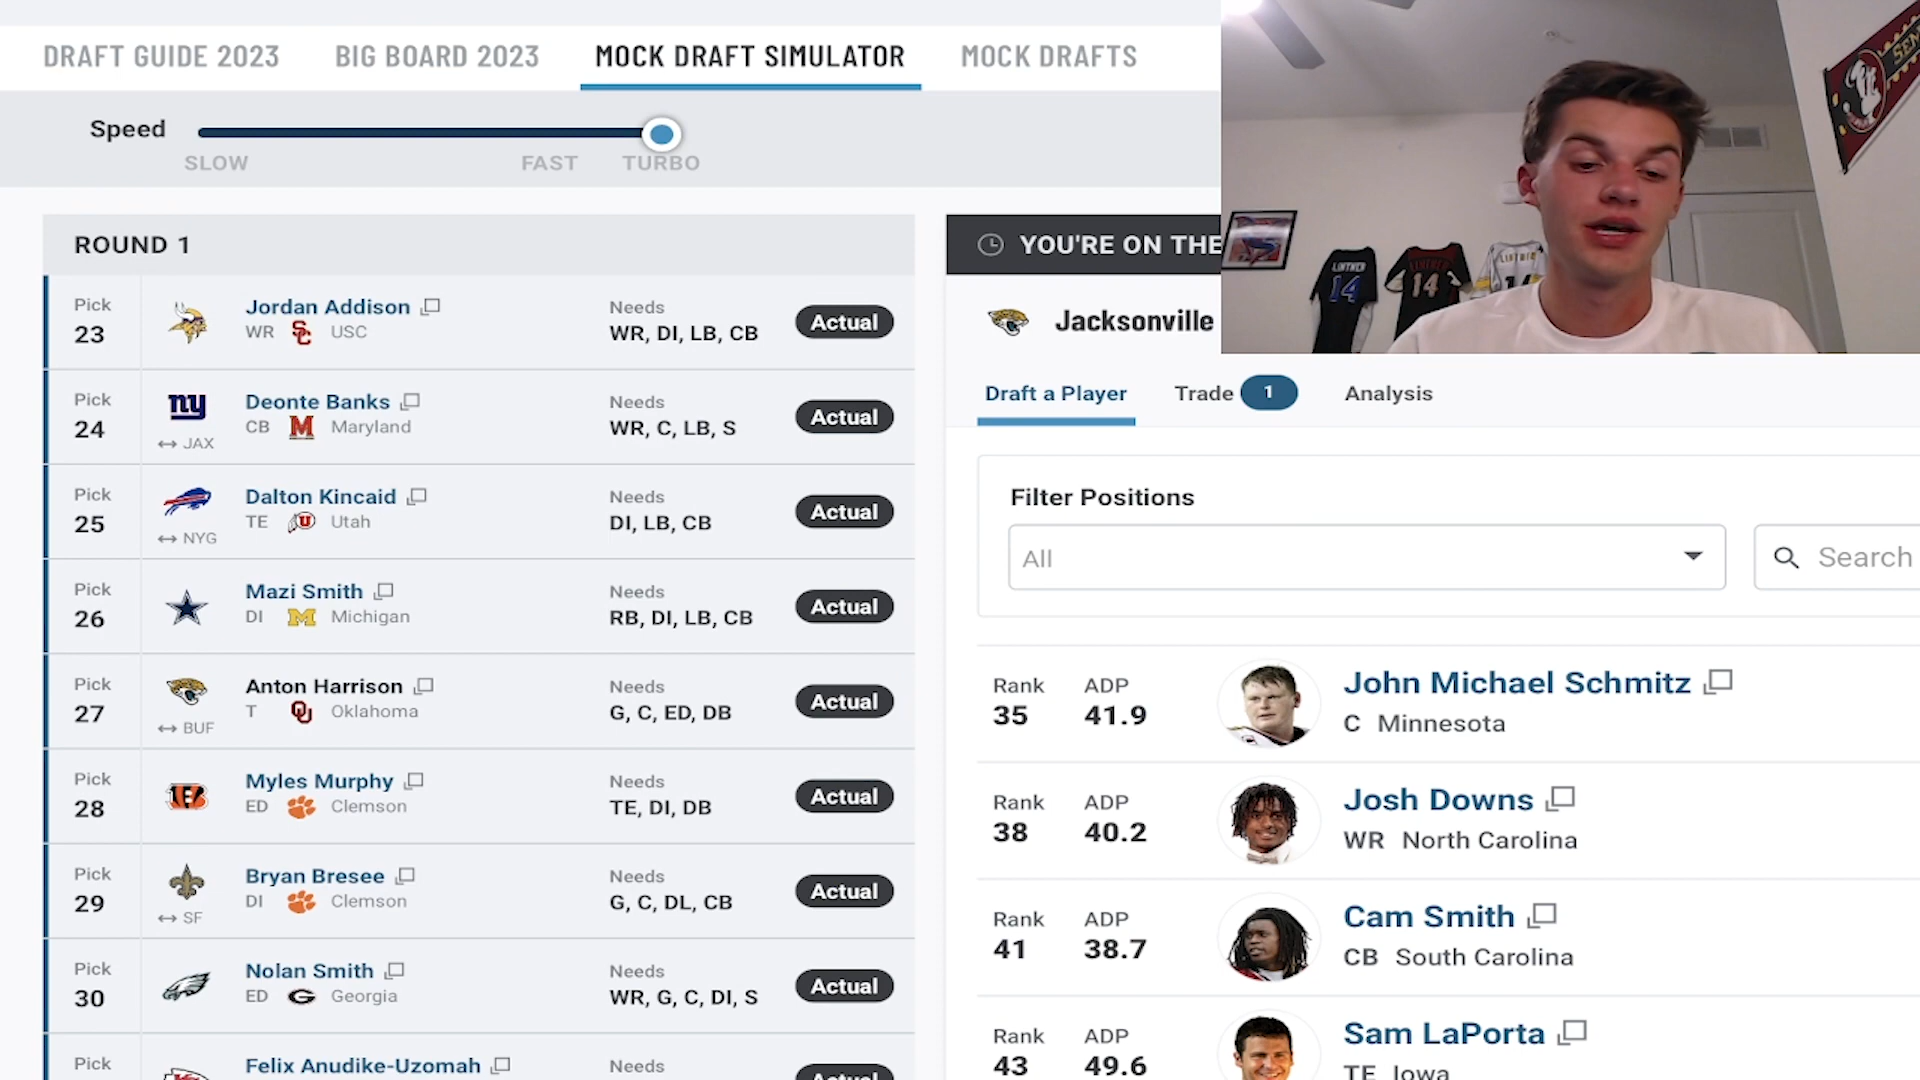 DRAFT GUIDE 2023
BIG BOARD 2023
MOCK DRAFT SIMULATOR
MOCK DRAFTS
Speed
SLOW
FAST
TURBO
ROUND 1
Pick
23
Jordan Addison
WR USC
Needs
WR, DI, LB, CB
Actual
Pick
24
JAX
Deonte Banks
CB Maryland
Needs
WR, C, LB, S
Actual
Pick
25
NYG
Dalton Kincaid
TE Utah
Needs
DI, LB, CB
Actual
Pick
26
Mazi Smith
DI Michigan
Needs
RB, DI, LB, CB
Actual
Pick
27
BUF
Anton Harrison
T Oklahoma
Needs
G, C, ED, DB
Actual
Pick
28
Myles Murphy
ED Clemson
Needs
TE, DI, DB
Actual
Pick
29
SF
Bryan Bresee
DI Clemson
Needs
G, C, DL, CB
Actual
Pick
30
Nolan Smith
ED Georgia
Needs
WR, G, C, DI, S
Actual
Pick
Felix Anudike-Uzomah
Needs
Actual
YOU'RE ON THE
Jacksonville
Draft a Player
Trade 1
Analysis
Filter Positions
All
Search
Rank
35
ADP
41.9
John Michael Schmitz
C Minnesota
Rank
38
ADP
40.2
Josh Downs
WR North Carolina
Rank
41
ADP
38.7
Cam Smith
CB South Carolina
Rank
43
ADP
49.6
Sam LaPorta
TE Iowa
LINTNER
14
LINTNER
14